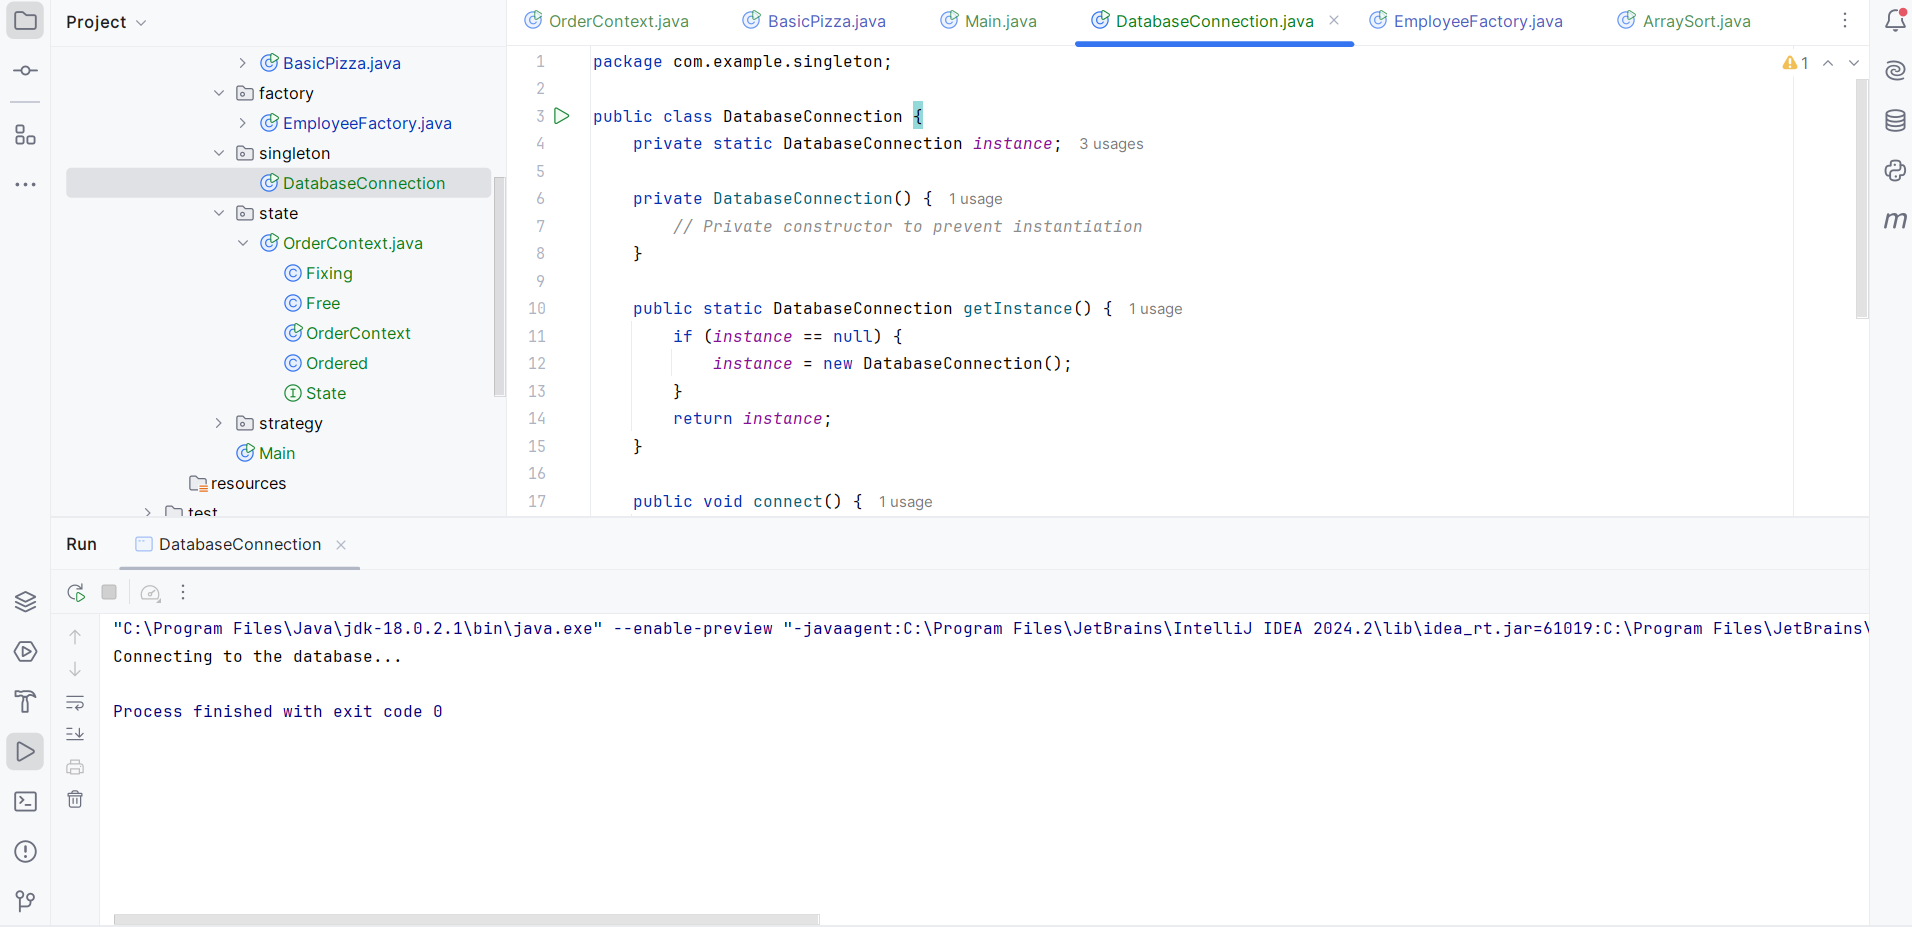 Project
BasicPizza.java
factory
EmployeeFactory.java
singleton
DatabaseConnection
state
OrderContext.java
Fixing
Free
OrderContext
Ordered
State
strategy
Main
resources
test
OrderContext.java BasicPizza.java Main.java DatabaseConnection.java EmployeeFactory.java ArraySort.java
1 package com.example.singleton; 1
2
3 public class DatabaseConnection {
4 private static DatabaseConnection instance; 3 usages
5
6 private DatabaseConnection() { 1 usage
7 // Private constructor to prevent instantiation
8 }
9
10 public static DatabaseConnection getInstance() { 1 usage
11 if (instance == null) {
12 instance = new DatabaseConnection();
13 }
14 return instance;
15 }
16
17 public void connect() { 1 usage
m
Run DatabaseConnection
"C:\Program Files\Java\jdk-18.0.2.1\bin\java.exe" --enable-preview "-javaagent:C:\Program Files\JetBrains\IntelliJ IDEA 2024.2\lib\idea_rt.jar=61019:C:\Program Files\JetBrains\
Connecting to the database...
Process finished with exit code 0